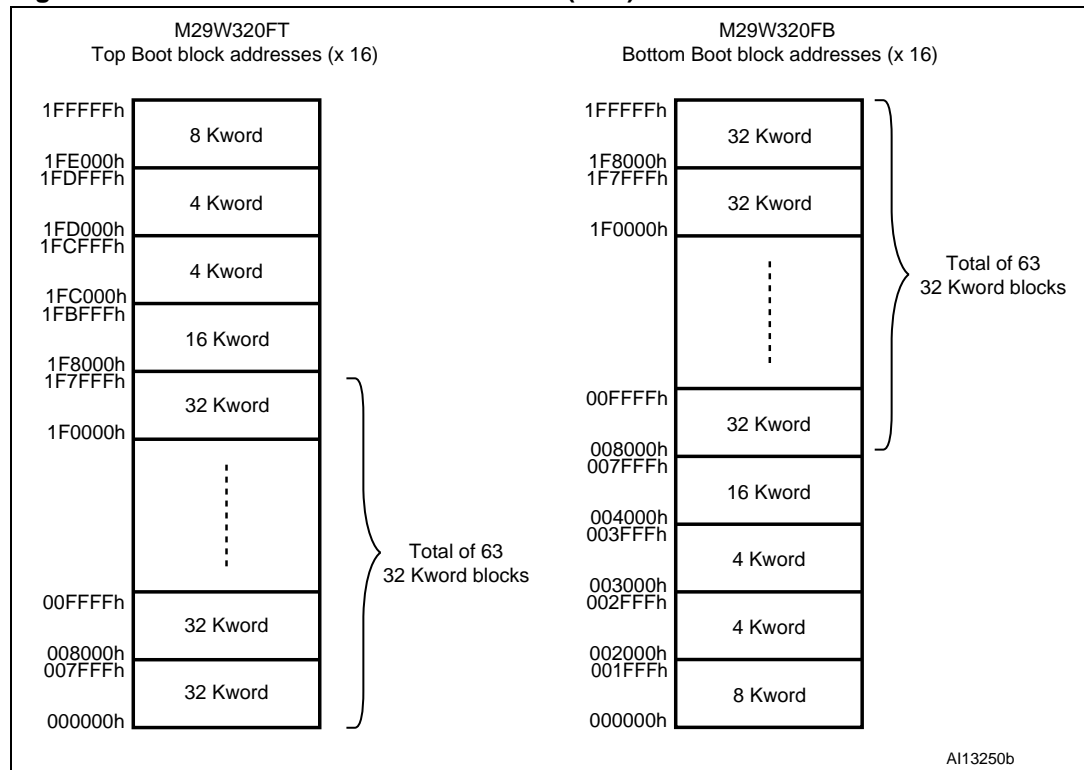 M29W320FT
Top Boot block addresses (x 16)
1FFFFFh
8 Kword
1FE000h
1FDFFFh
4 Kword
1FD000h
1FCFFFh
4 Kword
1FC000h
1FBFFFh
16 Kword
1F8000h
1F7FFFh
32 Kword
1F0000h
Total of 63
32 Kword blocks
00FFFFh
32 Kword
008000h
007FFFh
32 Kword
000000h
M29W320FB
Bottom Boot block addresses (x 16)
1FFFFFh
32 Kword
1F8000h
1F7FFFh
32 Kword
1F0000h
Total of 63
32 Kword blocks
00FFFFh
32 Kword
008000h
007FFFh
16 Kword
004000h
003FFFh
4 Kword
003000h
002FFFh
4 Kword
002000h
001FFFh
8 Kword
000000h
AI13250b